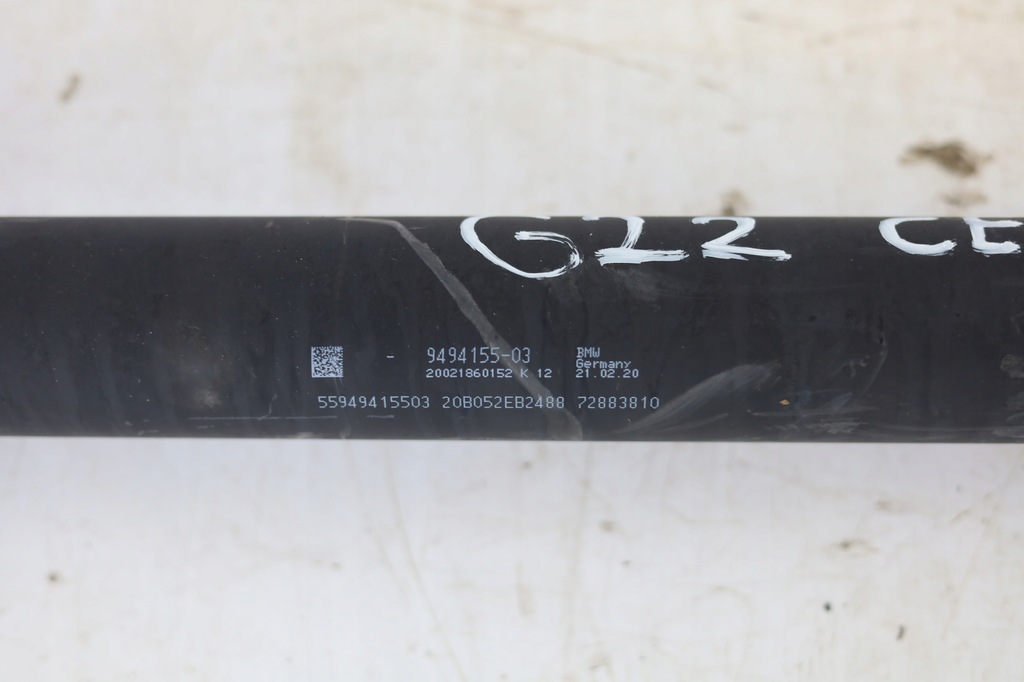 G22 CE
- 9494155-03 BMW
Germany
20021860152 K 12 21.02.20
55949415503 20B052EB2488 72883810